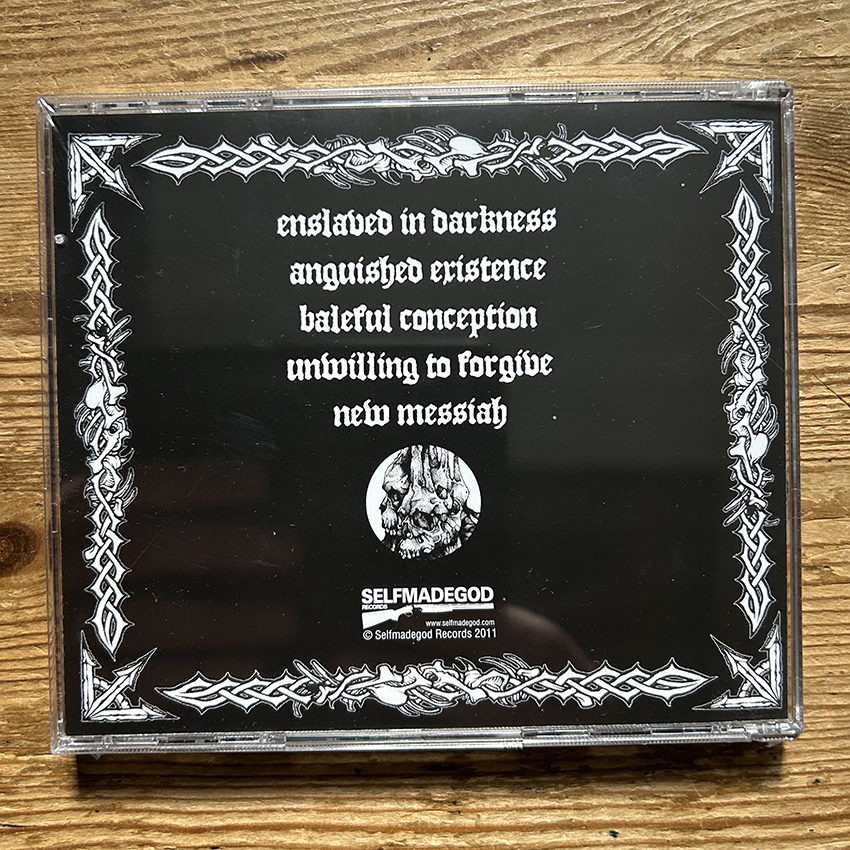 enslaved in darkness
anguished existence
baleful conception
unwilling to forgive
new messiah
SELFMADEGOD
RECORDS
www.selfmadegod.com
© Selfmadegod Records 2011